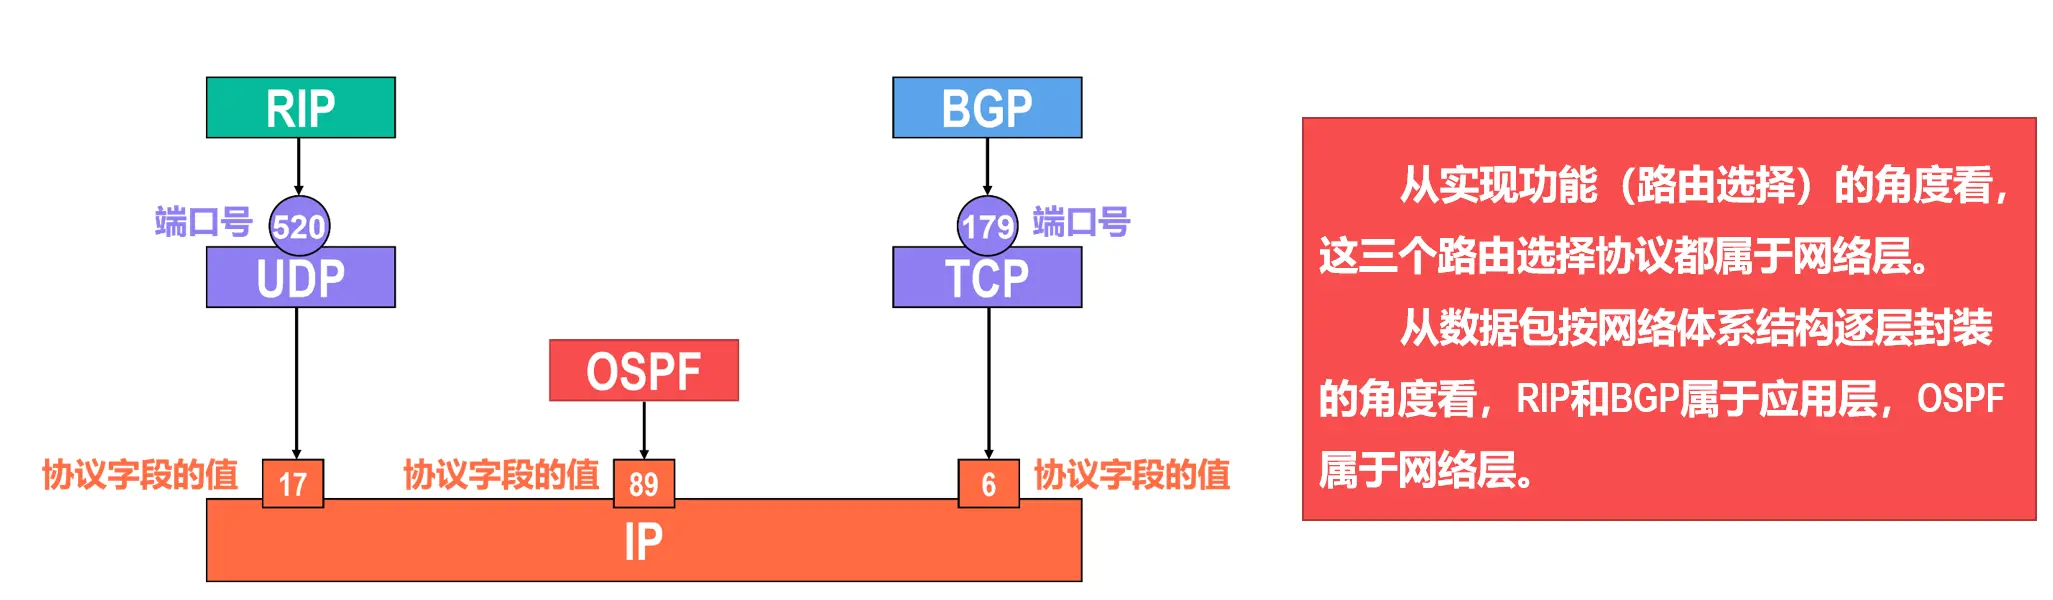 RIP
BGP
端口号
520
179
端口号
UDP
TCP
OSPF
协议字段的值
17
协议字段的值
89
6
协议字段的值
IP
从实现功能（路由选择）的角度看，
这三个路由选择协议都属于网络层。
从数据包按网络体系结构逐层封装
的角度看，RIP和BGP属于应用层，OSPF
属于网络层。